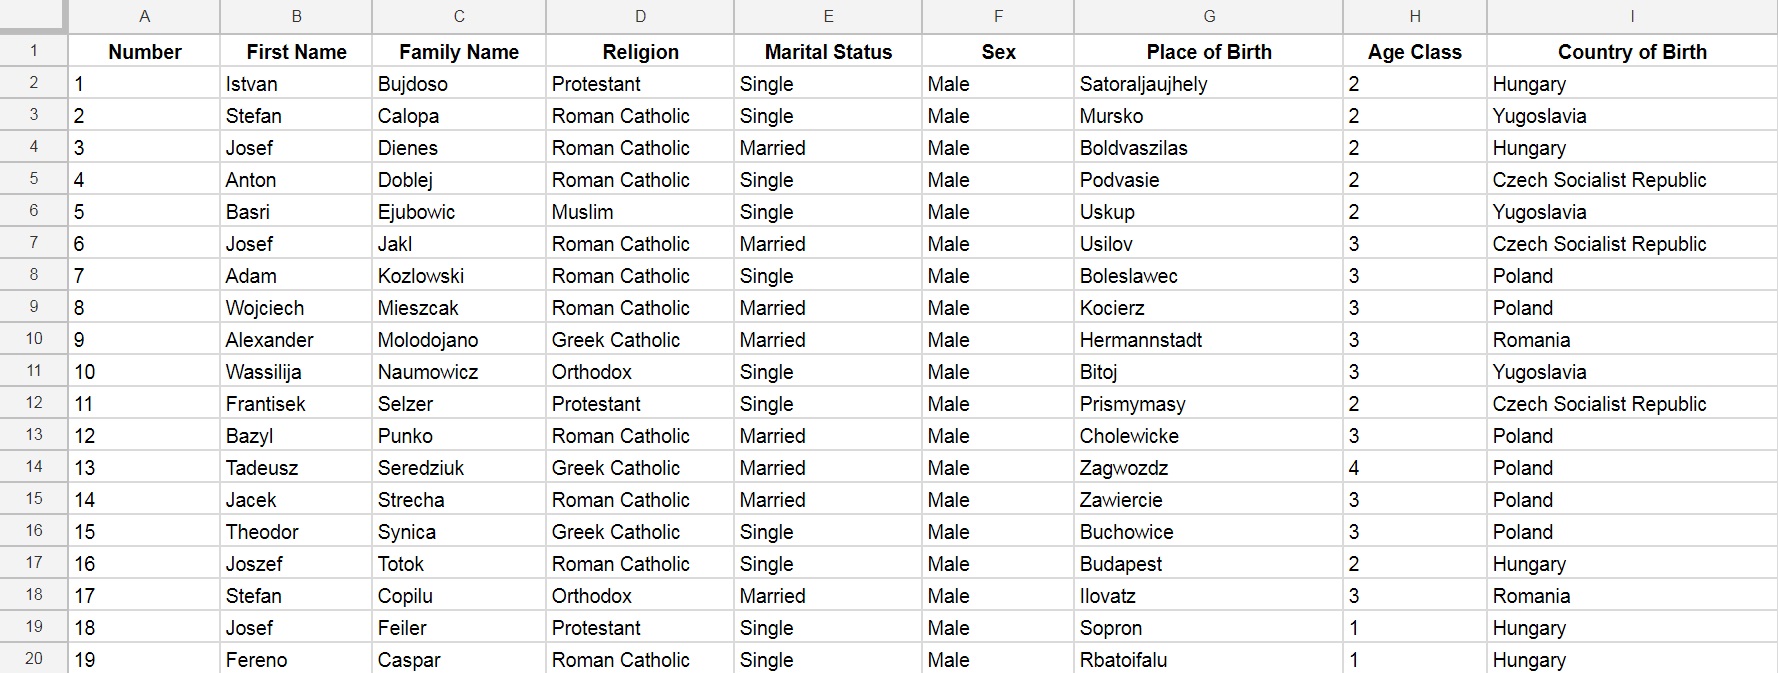 A B C D E F G H I
1 Number First Name Family Name Religion Marital Status Sex Place of Birth Age Class Country of Birth
2 1 Istvan Bujdoso Protestant Single Male Satoraljaujhely 2 Hungary
3 2 Stefan Calopa Roman Catholic Single Male Mursko 2 Yugoslavia
4 3 Josef Dienes Roman Catholic Married Male Boldvaszilas 2 Hungary
5 4 Anton Doblej Roman Catholic Single Male Podvasie 2 Czech Socialist Republic
6 5 Basri Ejubowic Muslim Single Male Uskup 2 Yugoslavia
7 6 Josef Jakl Roman Catholic Married Male Usilov 3 Czech Socialist Republic
8 7 Adam Kozlowski Roman Catholic Single Male Boleslawec 3 Poland
9 8 Wojciech Mieszcak Roman Catholic Married Male Kocierz 3 Poland
10 9 Alexander Molodojano Greek Catholic Married Male Hermannstadt 3 Romania
11 10 Wassilija Naumowicz Orthodox Single Male Bitoj 3 Yugoslavia
12 11 Frantisek Selzer Protestant Single Male Prismymasy 2 Czech Socialist Republic
13 12 Bazyl Punko Roman Catholic Married Male Cholewicke 3 Poland
14 13 Tadeusz Seredziuk Greek Catholic Married Male Zagwozdz 4 Poland
15 14 Jacek Strecha Roman Catholic Married Male Zawiercie 3 Poland
16 15 Theodor Synica Greek Catholic Single Male Buchowice 3 Poland
17 16 Joszef Totok Roman Catholic Single Male Budapest 2 Hungary
18 17 Stefan Copilu Orthodox Married Male Ilovatz 3 Romania
19 18 Josef Feiler Protestant Single Male Sopron 1 Hungary
20 19 Fereno Caspar Roman Catholic Single Male Rbatoifalu 1 Hungary